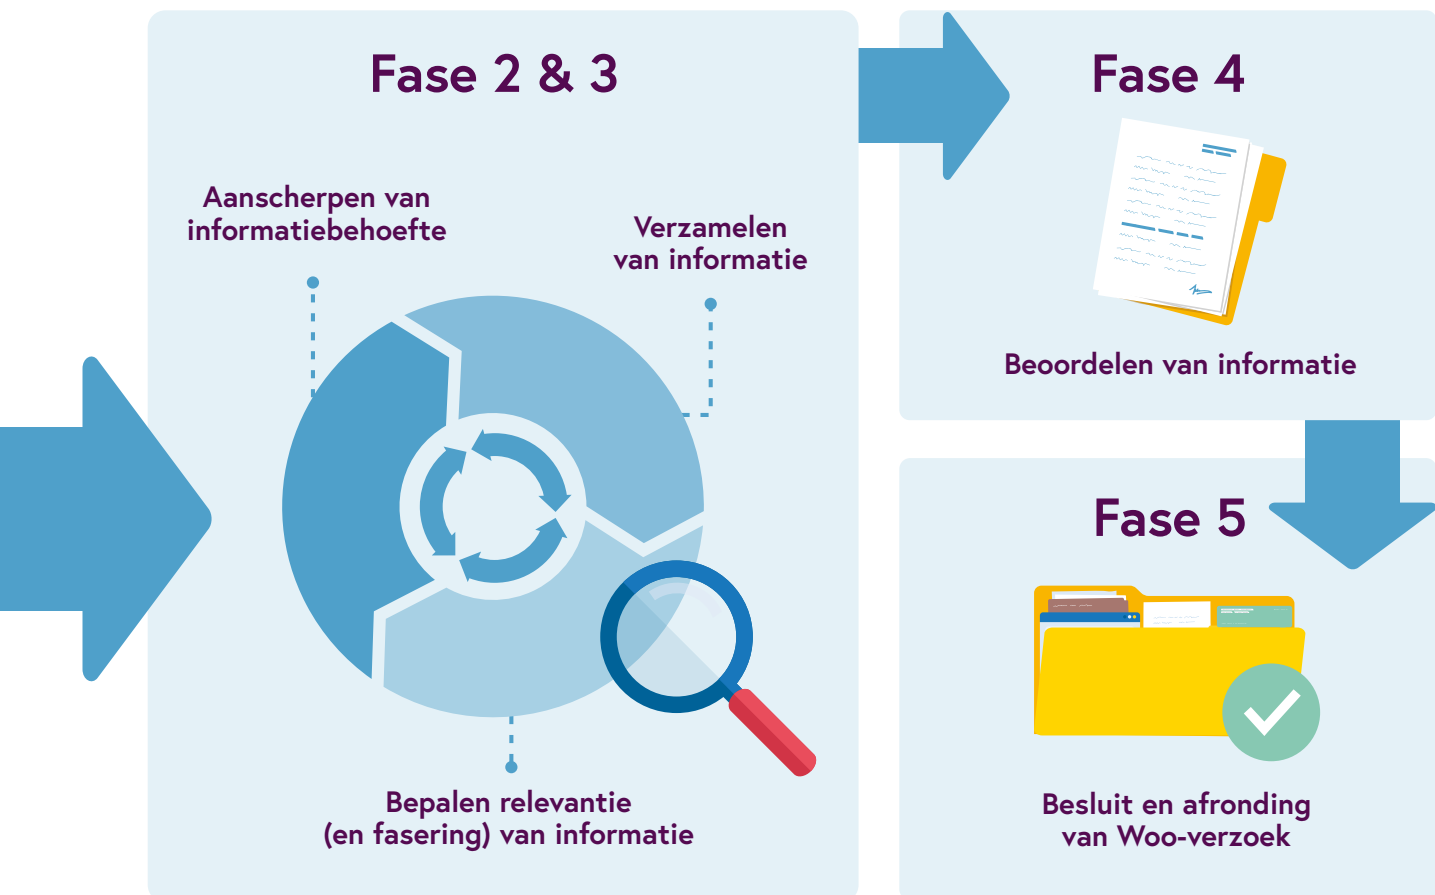 Fase 2 & 3
Aanscherpen van
informatiebehoefte
Verzamelen
van informatie
Bepalen relevantie
(en fasering) van informatie
Fase 4
Beoordelen van informatie
Fase 5
Besluit en afronding
van Woo-verzoek